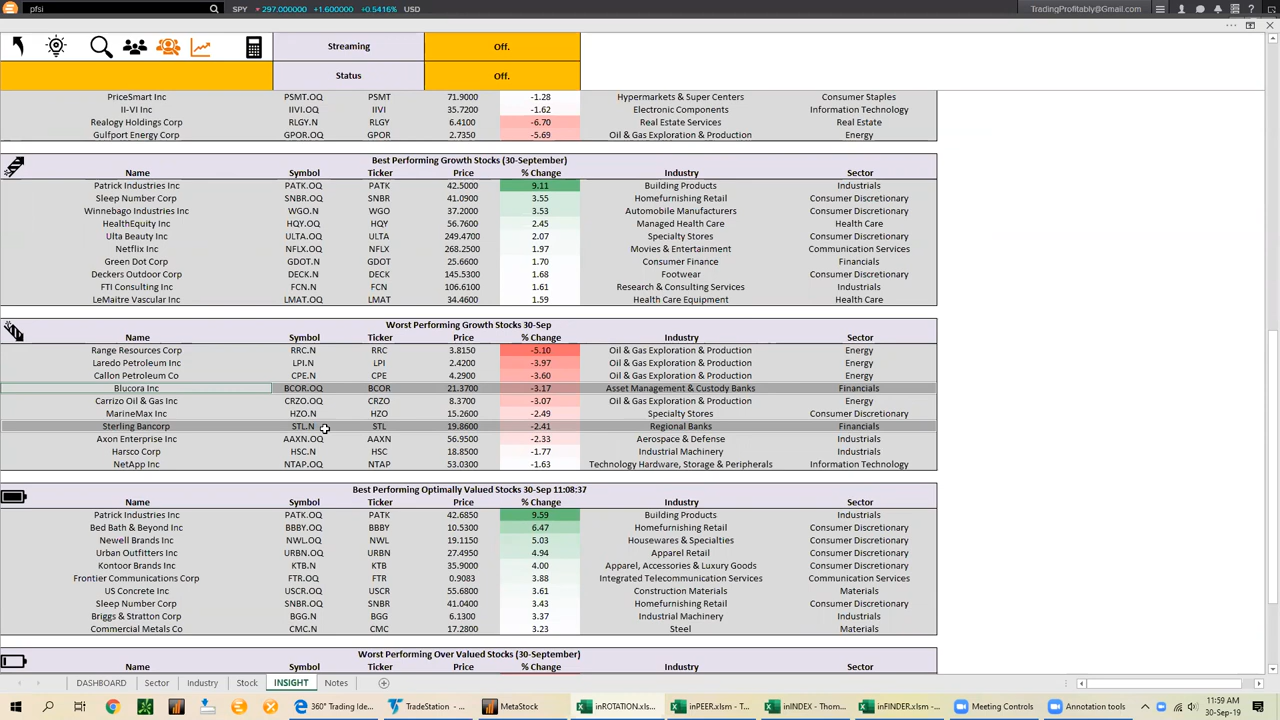 pfsi SPY 297.000000 +1.600000 +0.5416% USD TradingProfitably@Gmail.com
Streaming Off.
Status Off.
PriceSmart Inc PSMT.OQ PSMT 71.9000 -1.28 Hypermarkets & Super Centers Consumer Staples
II-VI Inc IIVI.OQ IIVI 35.7200 -1.62 Electronic Components Information Technology
Realogy Holdings Corp RLGY.N RLGY 6.4100 -6.70 Real Estate Services Real Estate
Gulfport Energy Corp GPOR.OQ GPOR 2.7350 -5.69 Oil & Gas Exploration & Production Energy
Best Performing Growth Stocks (30-September)
Name Symbol Ticker Price % Change Industry Sector
Patrick Industries Inc PATK.OQ PATK 42.5000 9.11 Building Products Industrials
Sleep Number Corp SNBR.OQ SNBR 41.0900 3.55 Homefurnishing Retail Consumer Discretionary
Winnebago Industries Inc WGO.N WGO 37.2000 3.53 Automobile Manufacturers Consumer Discretionary
HealthEquity Inc HQY.OQ HQY 56.7600 2.45 Managed Health Care Health Care
Ulta Beauty Inc ULTA.OQ ULTA 249.4700 2.07 Specialty Stores Consumer Discretionary
Netflix Inc NFLX.OQ NFLX 268.2500 1.97 Movies & Entertainment Communication Services
Green Dot Corp GDOT.N GDOT 25.6600 1.70 Consumer Finance Financials
Deckers Outdoor Corp DECK.N DECK 145.5300 1.68 Footwear Consumer Discretionary
FTI Consulting Inc FCN.N FCN 106.6100 1.61 Research & Consulting Services Industrials
LeMaitre Vascular Inc LMAT.OQ LMAT 34.4600 1.59 Health Care Equipment Health Care
Worst Performing Growth Stocks 30-Sep
Name Symbol Ticker Price % Change Industry Sector
Range Resources Corp RRC.N RRC 3.8150 -5.10 Oil & Gas Exploration & Production Energy
Laredo Petroleum Inc LPI.N LPI 2.4200 -3.97 Oil & Gas Exploration & Production Energy
Callon Petroleum Co CPE.N CPE 4.2900 -3.60 Oil & Gas Exploration & Production Energy
Blucora Inc BCOR.OQ BCOR 21.3700 -3.17 Asset Management & Custody Banks Financials
Carrizo Oil & Gas Inc CRZO.OQ CRZO 8.3700 -3.07 Oil & Gas Exploration & Production Energy
MarineMax Inc HZO.N HZO 15.2600 -2.49 Specialty Stores Consumer Discretionary
Sterling Bancorp STL.N STL 19.8600 -2.41 Regional Banks Financials
Axon Enterprise Inc AAXN.OQ AAXN 56.9500 -2.33 Aerospace & Defense Industrials
Harsco Corp HSC.N HSC 18.8500 -1.77 Industrial Machinery Industrials
NetApp Inc NTAP.OQ NTAP 53.0300 -1.63 Technology Hardware, Storage & Peripherals Information Technology
Best Performing Optimally Valued Stocks 30-Sep 11:08:37
Name Symbol Ticker Price % Change Industry Sector
Patrick Industries Inc PATK.OQ PATK 42.6850 9.59 Building Products Industrials
Bed Bath & Beyond Inc BBBY.OQ BBBY 10.5300 6.47 Homefurnishing Retail Consumer Discretionary
Newell Brands Inc NWL.OQ NWL 19.1150 5.03 Housewares & Specialties Consumer Discretionary
Urban Outfitters Inc URBN.OQ URBN 27.4950 4.94 Apparel Retail Consumer Discretionary
Kontoor Brands Inc KTB.N KTB 35.9000 4.00 Apparel, Accessories & Luxury Goods Consumer Discretionary
Frontier Communications Corp FTR.OQ FTR 0.9083 3.88 Integrated Telecommunication Services Communication Services
US Concrete Inc USCR.OQ USCR 55.6800 3.61 Construction Materials Materials
Sleep Number Corp SNBR.OQ SNBR 41.0400 3.43 Homefurnishing Retail Consumer Discretionary
Briggs & Stratton Corp BGG.N BGG 6.1300 3.37 Industrial Machinery Industrials
Commercial Metals Co CMC.N CMC 17.2800 3.23 Steel Materials
Worst Performing Over Valued Stocks (30-September)
Name Symbol Ticker Price % Change Industry Sector
DASHBOARD Sector Industry Stock INSIGHT Notes
360° Trading Ide... TradeStation - ... MetaStock inROTATION.xls... inPEER.xlsm - T... inINDEX - Thom... inFINDER.xlsm -... Meeting Controls Annotation tools 11:59 AM
30-Sep-19